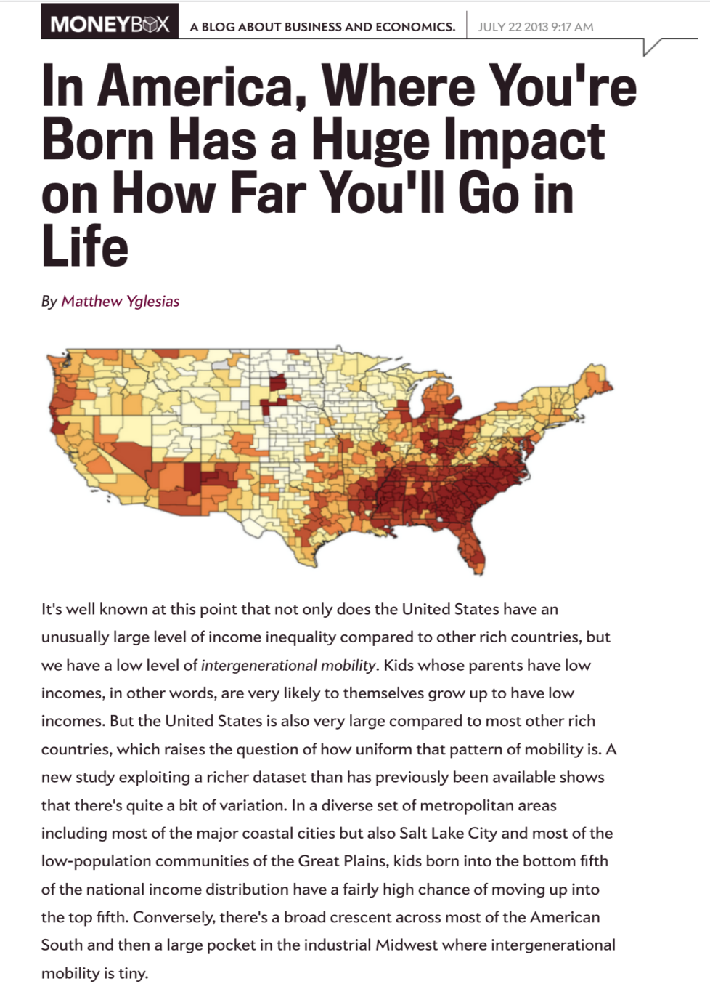 MONEYBOX A BLOG ABOUT BUSINESS AND ECONOMICS. JULY 22 2013 9:17 AM
In America, Where You're
Born Has a Huge Impact
on How Far You'll Go in
Life
By Matthew Yglesias
It's well known at this point that not only does the United States have an
unusually large level of income inequality compared to other rich countries, but
we have a low level of intergenerational mobility. Kids whose parents have low
incomes, in other words, are very likely to themselves grow up to have low
incomes. But the United States is also very large compared to most other rich
countries, which raises the question of how uniform that pattern of mobility is. A
new study exploiting a richer dataset than has previously been available shows
that there's quite a bit of variation. In a diverse set of metropolitan areas
including most of the major coastal cities but also Salt Lake City and most of the
low-population communities of the Great Plains, kids born into the bottom fifth
of the national income distribution have a fairly high chance of moving up into
the top fifth. Conversely, there's a broad crescent across most of the American
South and then a large pocket in the industrial Midwest where intergenerational
mobility is tiny.